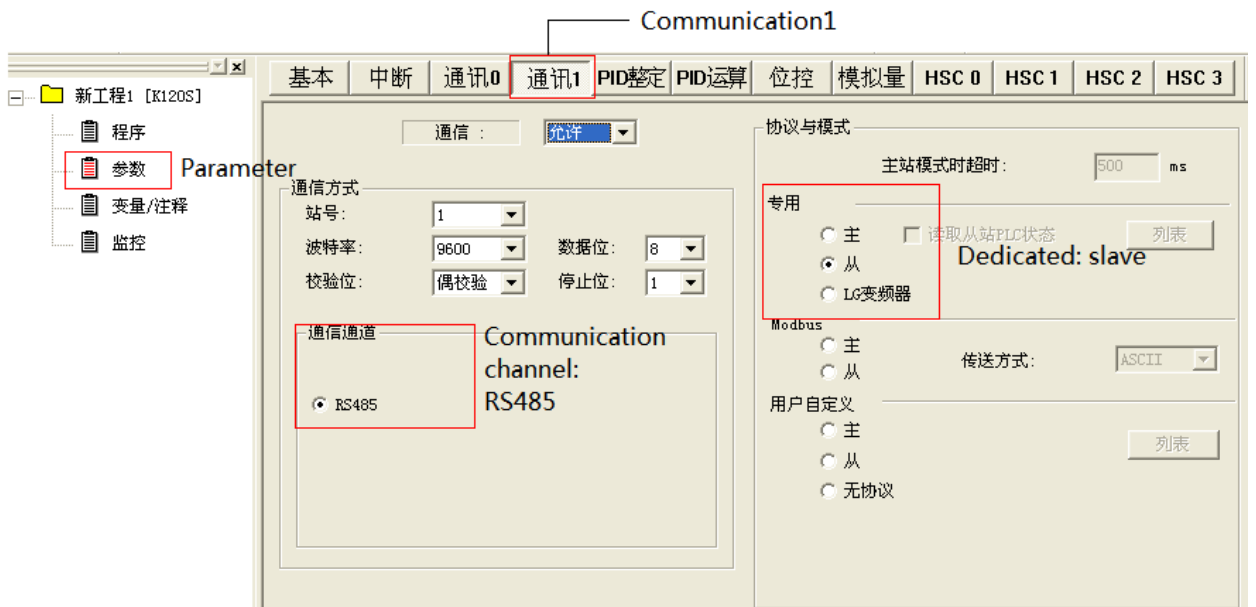 Communication1
新工程1 [K120S]
程序
参数
Parameter
变量/注释
监控
基本 中断 通讯0 通讯1 PID整定 PID运算 位控 模拟量 HSC 0 HSC 1 HSC 2 HSC 3
通信 : 允许
通信方式
站号: 1
波特率: 9600 数据位: 8
校验位: 偶校验 停止位: 1
通信通道
RS485
Communication
channel:
RS485
协议与模式
主站模式时超时: 500 ms
专用
主 读取从站PLC状态 列表
从
Dedicated: slave
LG变频器
Modbus
主
从
传送方式: ASCII
用户自定义
主
从
列表
无协议